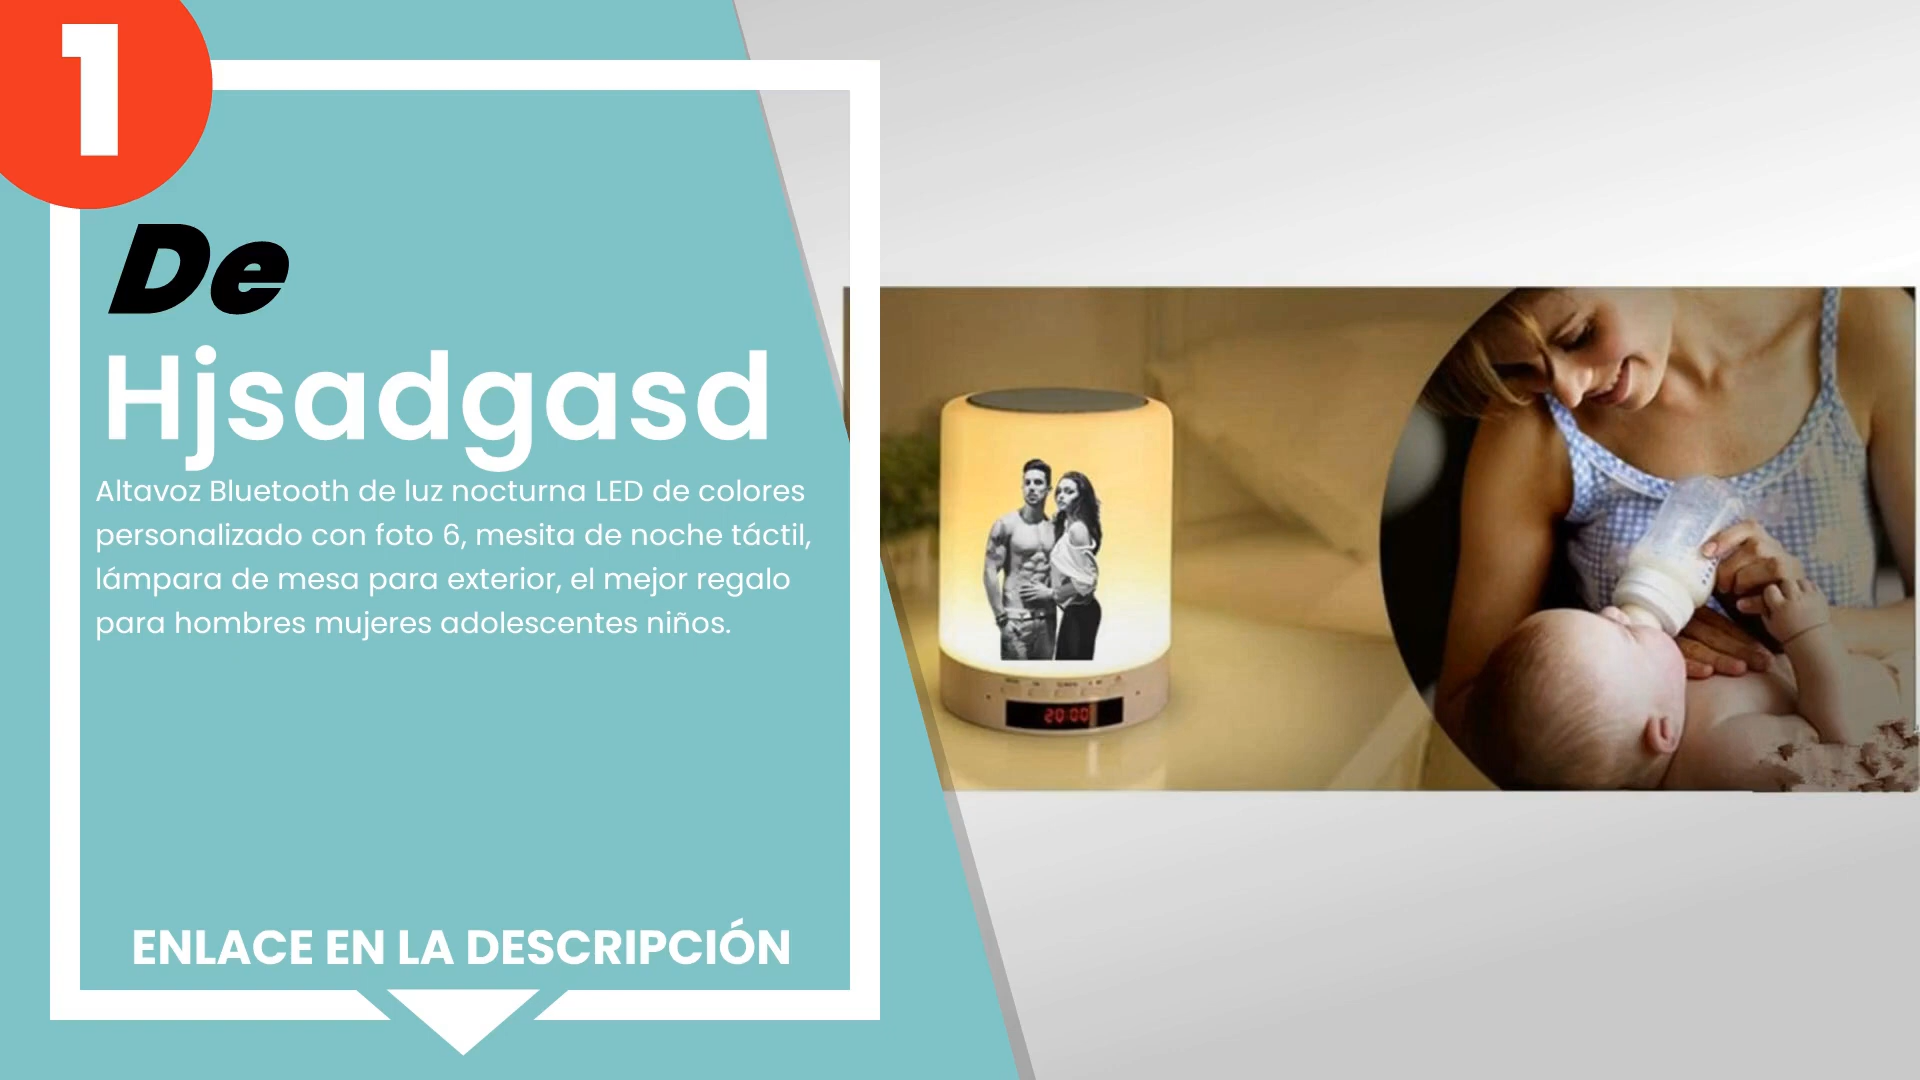 1
De
Hjsadgasd
Altavoz Bluetooth de luz nocturna LED de colores
personalizado con foto 6, mesita de noche táctil,
lámpara de mesa para exterior, el mejor regalo
para hombres mujeres adolescentes niños.
20:00
ENLACE EN LA DESCRIPCIÓN